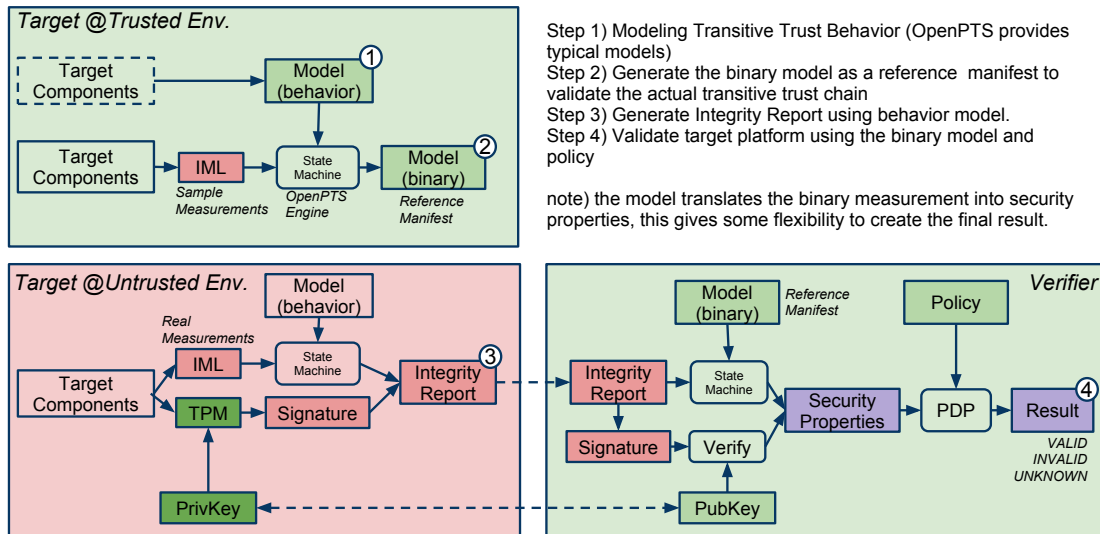 Target @Trusted Env.
Target
Components
1
Model
(behavior)
Target
Components
IML
Sample
Measurements
State
Machine
OpenPTS
Engine
2
Model
(binary)
Reference
Manifest
Step 1) Modeling Transitive Trust Behavior (OpenPTS provides
typical models)
Step 2) Generate the binary model as a reference  manifest to
validate the actual transitive trust chain
Step 3) Generate Integrity Report using behavior model.
Step 4) Validate target platform using the binary model and
policy
note) the model translates the binary measurement into security
properties, this gives some flexibility to create the final result.
Target @Untrusted Env.
Model
(behavior)
Real
Measurements
IML
State
Machine
Target
Components
TPM
Signature
3
Integrity
Report
PrivKey
Verifier
Model
(binary)
Reference
Manifest
Policy
Integrity
Report
State
Machine
Signature
Verify
Security
Properties
PDP
4
Result
VALID
INVALID
UNKNOWN
PubKey